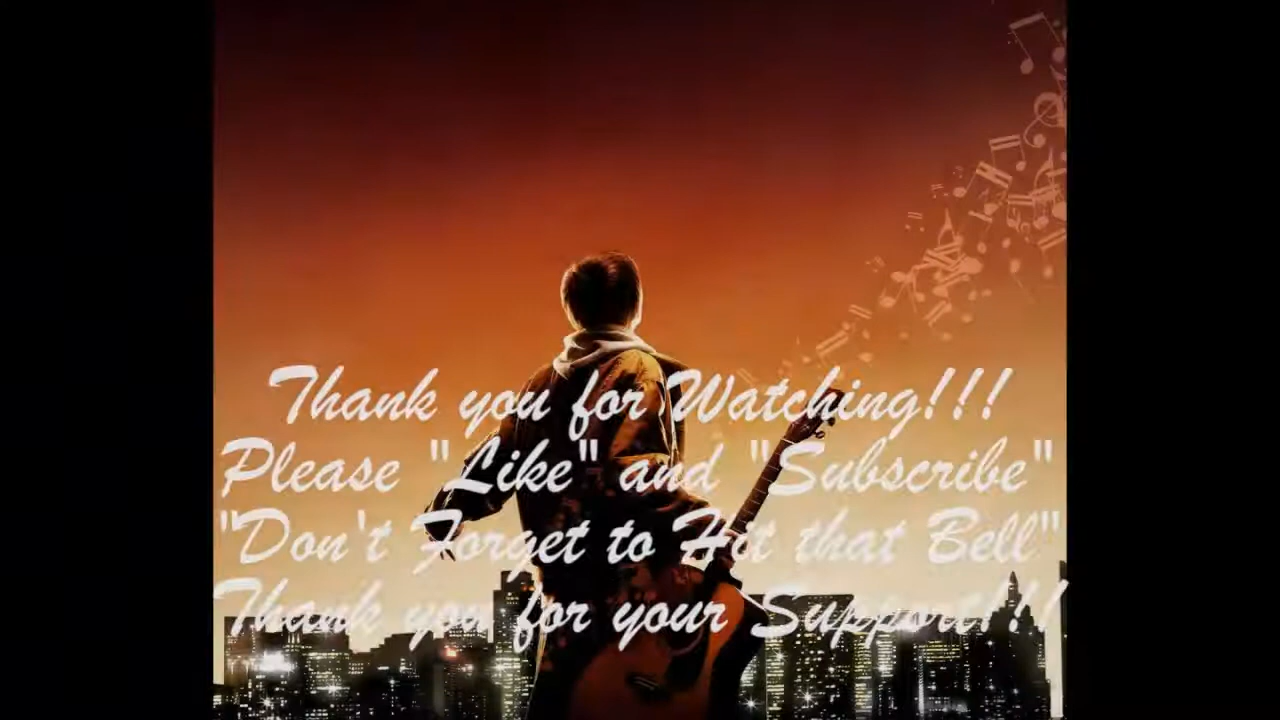 Thank you for Watching!!!
Please "Like" and "Subscribe"
"Don't Forget to Hit that Bell"
Thank you for your Support!!!